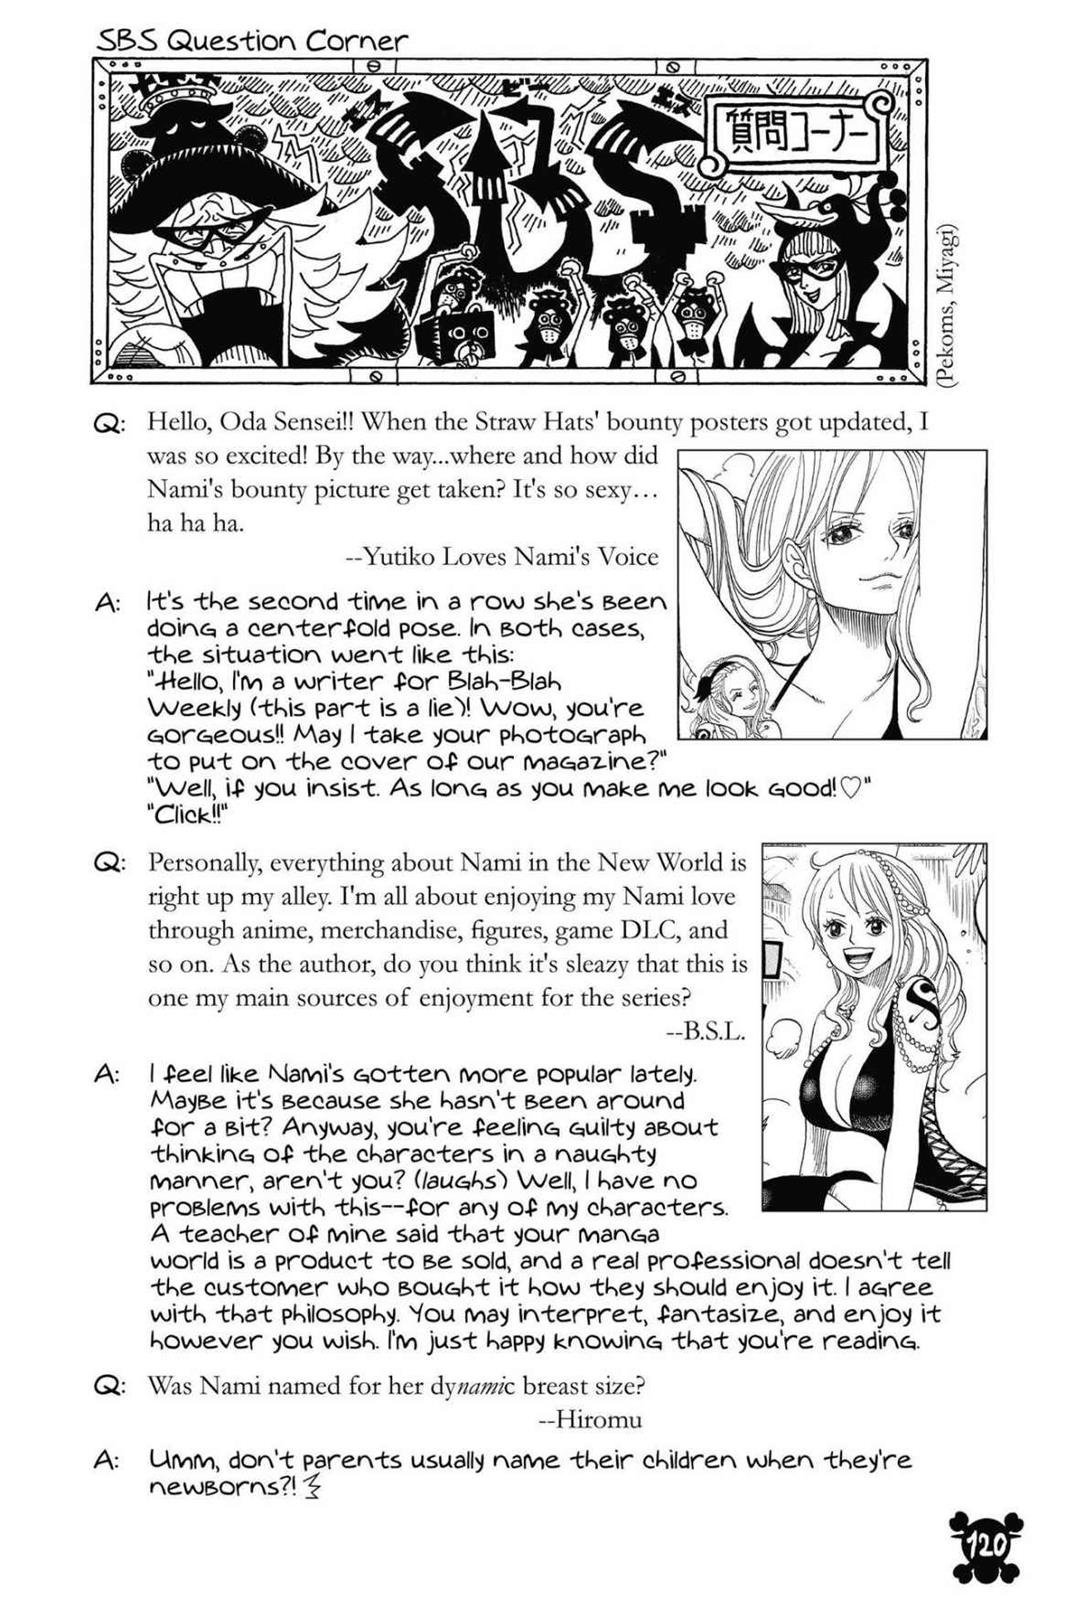 SBS Question Corner
エス
ビー
エス
SBS
質問コーナー
(Pekoms, Miyagi)
Q: Hello, Oda Sensei!! When the Straw Hats' bounty posters got updated, I
was so excited! By the way...where and how did
Nami's bounty picture get taken? It's so sexy...
ha ha ha.
--Yutiko Loves Nami's Voice
A: It's the second time in a row she's been
doing a centerfold pose. In both cases,
the situation went like this:
"Hello, I'm a writer for Blah-Blah
Weekly (this part is a lie)! Wow, you're
gorgeous!! May I take your photograph
to put on the cover of our magazine?"
"Well, if you insist. As long as you make me look good!♡"
"Click!!"
Q: Personally, everything about Nami in the New World is
right up my alley. I'm all about enjoying my Nami love
through anime, merchandise, figures, game DLC, and
so on. As the author, do you think it's sleazy that this is
one my main sources of enjoyment for the series?
--B.S.L.
A: I feel like Nami's gotten more popular lately.
Maybe it's because she hasn't been around
for a bit? Anyway, you're feeling guilty about
thinking of the characters in a naughty
manner, aren't you? (laughs) Well, I have no
problems with this--for any of my characters.
A teacher of mine said that your manga
world is a product to be sold, and a real professional doesn't tell
the customer who bought it how they should enjoy it. I agree
with that philosophy. You may interpret, fantasize, and enjoy it
however you wish. I'm just happy knowing that you're reading.
Q: Was Nami named for her dynamic breast size?
--Hiromu
A: Umm, don't parents usually name their children when they're
newborns?!
120